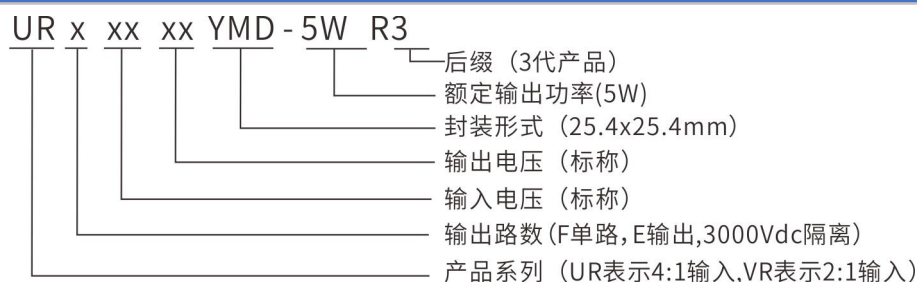 UR x xx xx YMD - 5W R3
后缀（3代产品）
额定输出功率(5W)
封装形式（25.4x25.4mm）
输出电压（标称）
输入电压（标称）
输出路数(F单路，E输出,3000Vdc隔离）
产品系列（UR表示4:1输入,VR表示2:1输入）